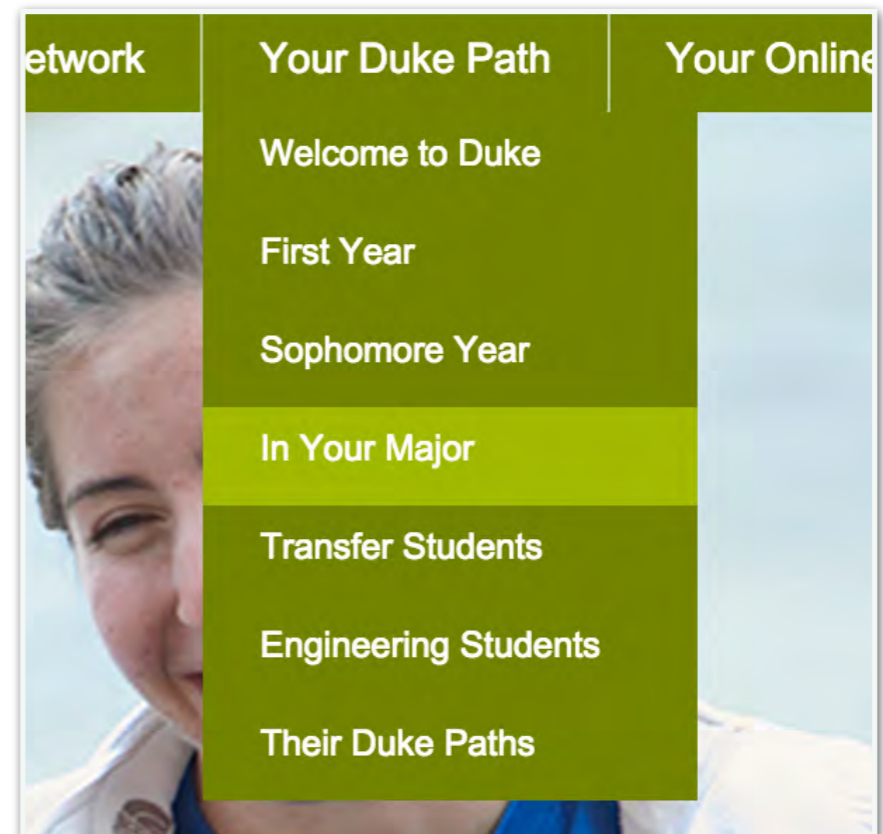 etwork Your Duke Path Your Online
Welcome to Duke
First Year
Sophomore Year
In Your Major
Transfer Students
Engineering Students
Their Duke Paths